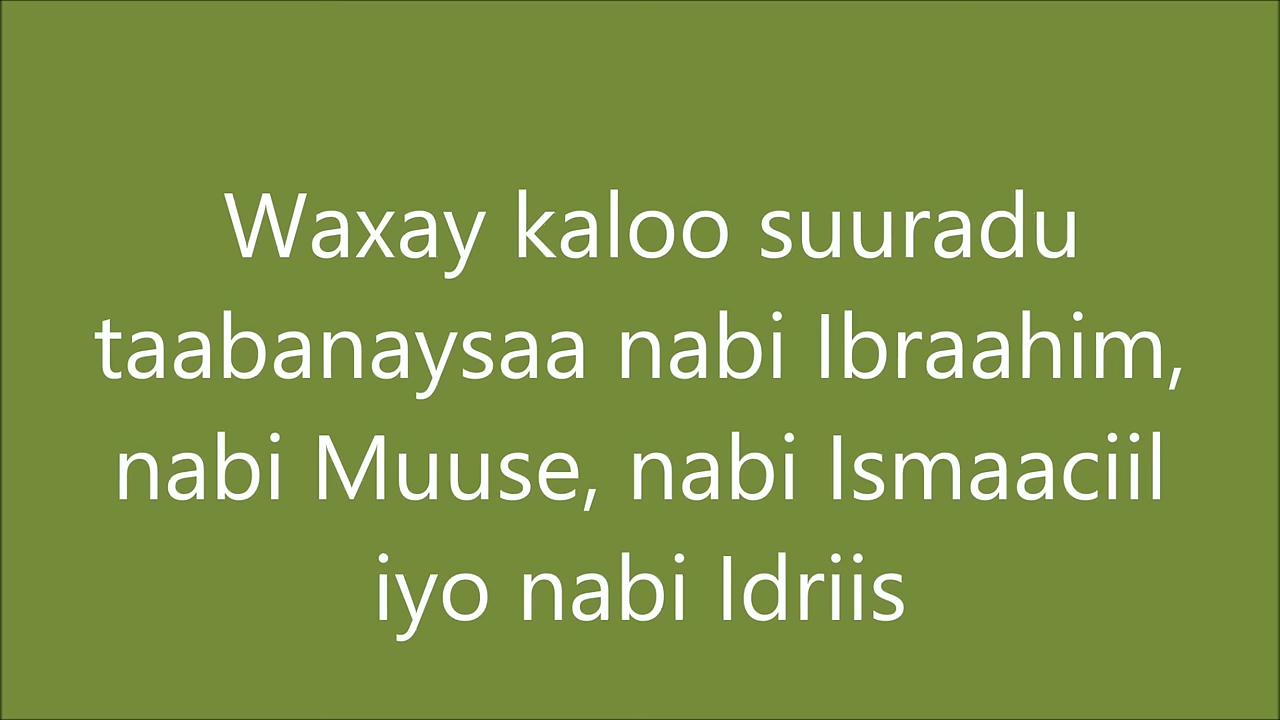 Waxay kaloo suuradu
taabanaysaa nabi Ibraahim,
nabi Muuse, nabi Ismaaciil
iyo nabi Idriis